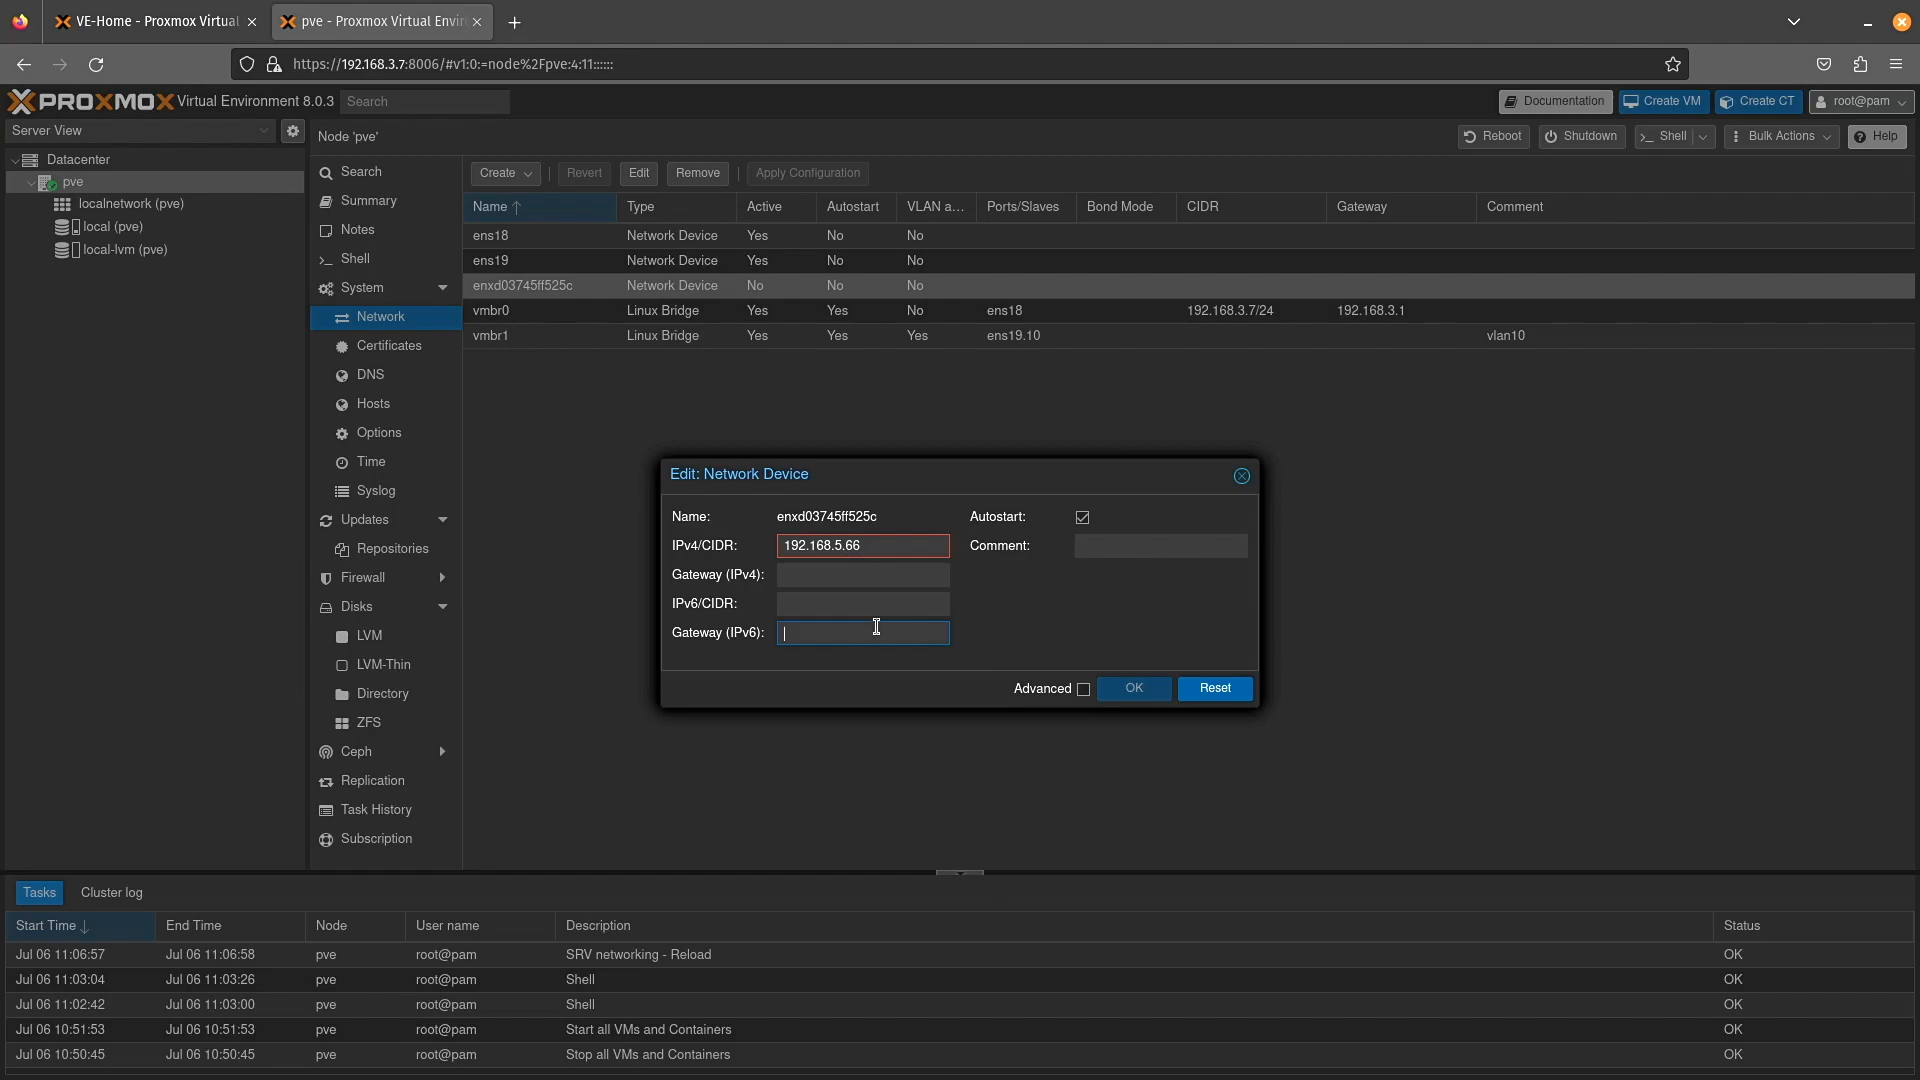 VE-Home - Proxmox Virtual
pve - Proxmox Virtual Envir
https://192.168.3.7:8006/#v1:0:=node%2Fpve:4:11::::::
PROXMOX Virtual Environment 8.0.3
Search
Documentation
Create VM
Create CT
root@pam
Server View
Node 'pve'
Reboot
Shutdown
Shell
Bulk Actions
Help
Datacenter
pve
localnetwork (pve)
local (pve)
local-lvm (pve)
Search
Summary
Notes
Shell
System
Network
Certificates
DNS
Hosts
Options
Time
Syslog
Updates
Repositories
Firewall
Disks
LVM
LVM-Thin
Directory
ZFS
Ceph
Replication
Task History
Subscription
Create
Revert
Edit
Remove
Apply Configuration
Name Type Active Autostart VLAN a... Ports/Slaves Bond Mode CIDR Gateway Comment
ens18 Network Device Yes No No
ens19 Network Device Yes No No
enxd03745ff525c Network Device No No No
vmbr0 Linux Bridge Yes Yes No ens18 192.168.3.7/24 192.168.3.1
vmbr1 Linux Bridge Yes Yes Yes ens19.10 vlan10
Edit: Network Device
Name: enxd03745ff525c
IPv4/CIDR: 192.168.5.66
Gateway (IPv4):
IPv6/CIDR:
Gateway (IPv6):
Autostart:
Comment:
Advanced
OK
Reset
Tasks
Cluster log
Start Time End Time Node User name Description Status
Jul 06 11:06:57 Jul 06 11:06:58 pve root@pam SRV networking - Reload OK
Jul 06 11:03:04 Jul 06 11:03:26 pve root@pam Shell OK
Jul 06 11:02:42 Jul 06 11:03:00 pve root@pam Shell OK
Jul 06 10:51:53 Jul 06 10:51:53 pve root@pam Start all VMs and Containers OK
Jul 06 10:50:45 Jul 06 10:50:45 pve root@pam Stop all VMs and Containers OK